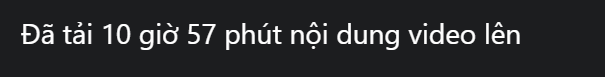 Đã tải 10 giờ 57 phút nội dung video lên